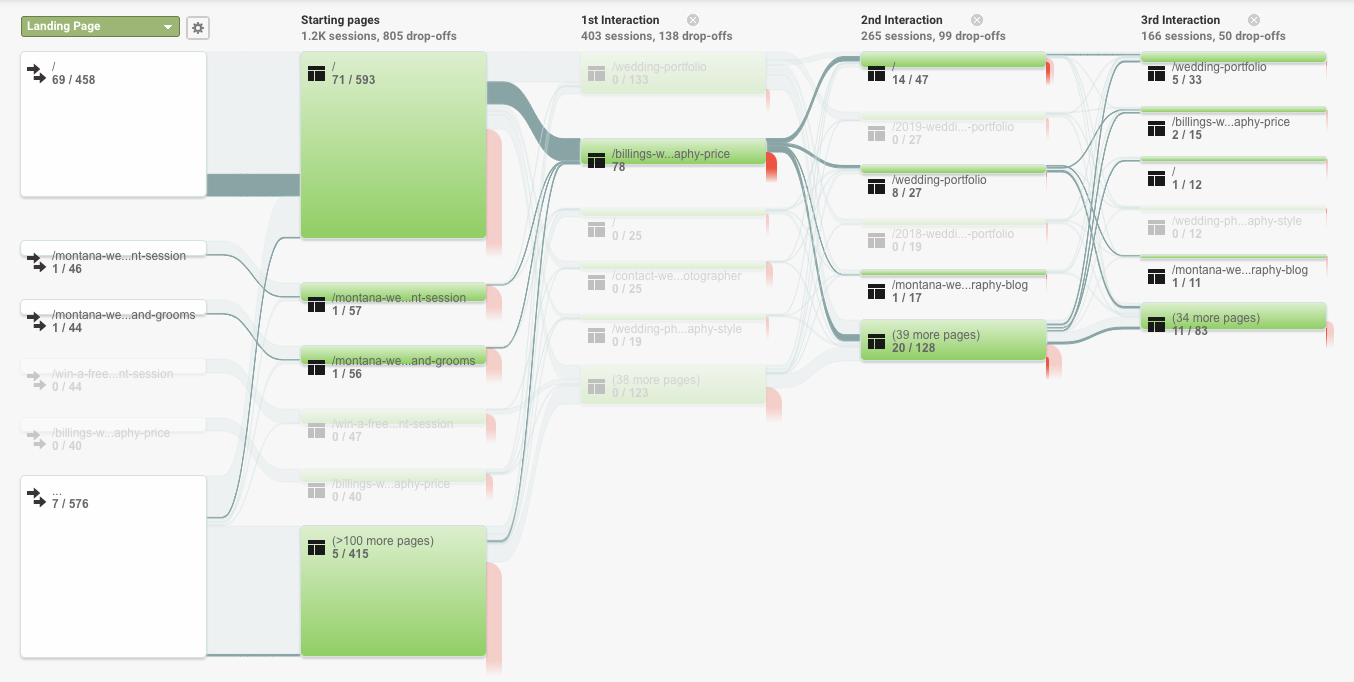 Landing Page
/
69 / 458
/montana-we...nt-session
1 / 46
/montana-we...and-grooms
1 / 44
/win-a-free...nt-session
0 / 44
/billings-w...aphy-price
0 / 40
...
7 / 576
Starting pages
1.2K sessions, 805 drop-offs
/
71 / 593
/montana-we...nt-session
1 / 57
/montana-we...and-grooms
1 / 56
/win-a-free...nt-session
0 / 47
/billings-w...aphy-price
0 / 40
(>100 more pages)
5 / 415
1st Interaction
403 sessions, 138 drop-offs
/wedding-portfolio
0 / 133
/billings-w...aphy-price
78
/
0 / 25
/contact-we...otographer
0 / 25
/wedding-ph...aphy-style
0 / 19
(38 more pages)
0 / 123
2nd Interaction
265 sessions, 99 drop-offs
/
14 / 47
/2019-weddi...-portfolio
0 / 27
/wedding-portfolio
8 / 27
/2018-weddi...-portfolio
0 / 19
/montana-we...raphy-blog
1 / 17
(39 more pages)
20 / 128
3rd Interaction
166 sessions, 50 drop-offs
/wedding-portfolio
5 / 33
/billings-w...aphy-price
2 / 15
/
1 / 12
/wedding-ph...aphy-style
0 / 12
/montana-we...raphy-blog
1 / 11
(34 more pages)
11 / 83